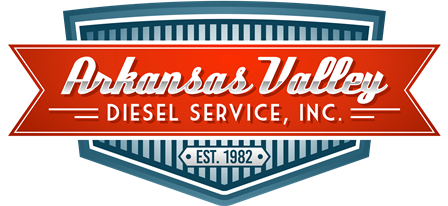 Arkansas Valley
DIESEL SERVICE, INC.
EST. 1982